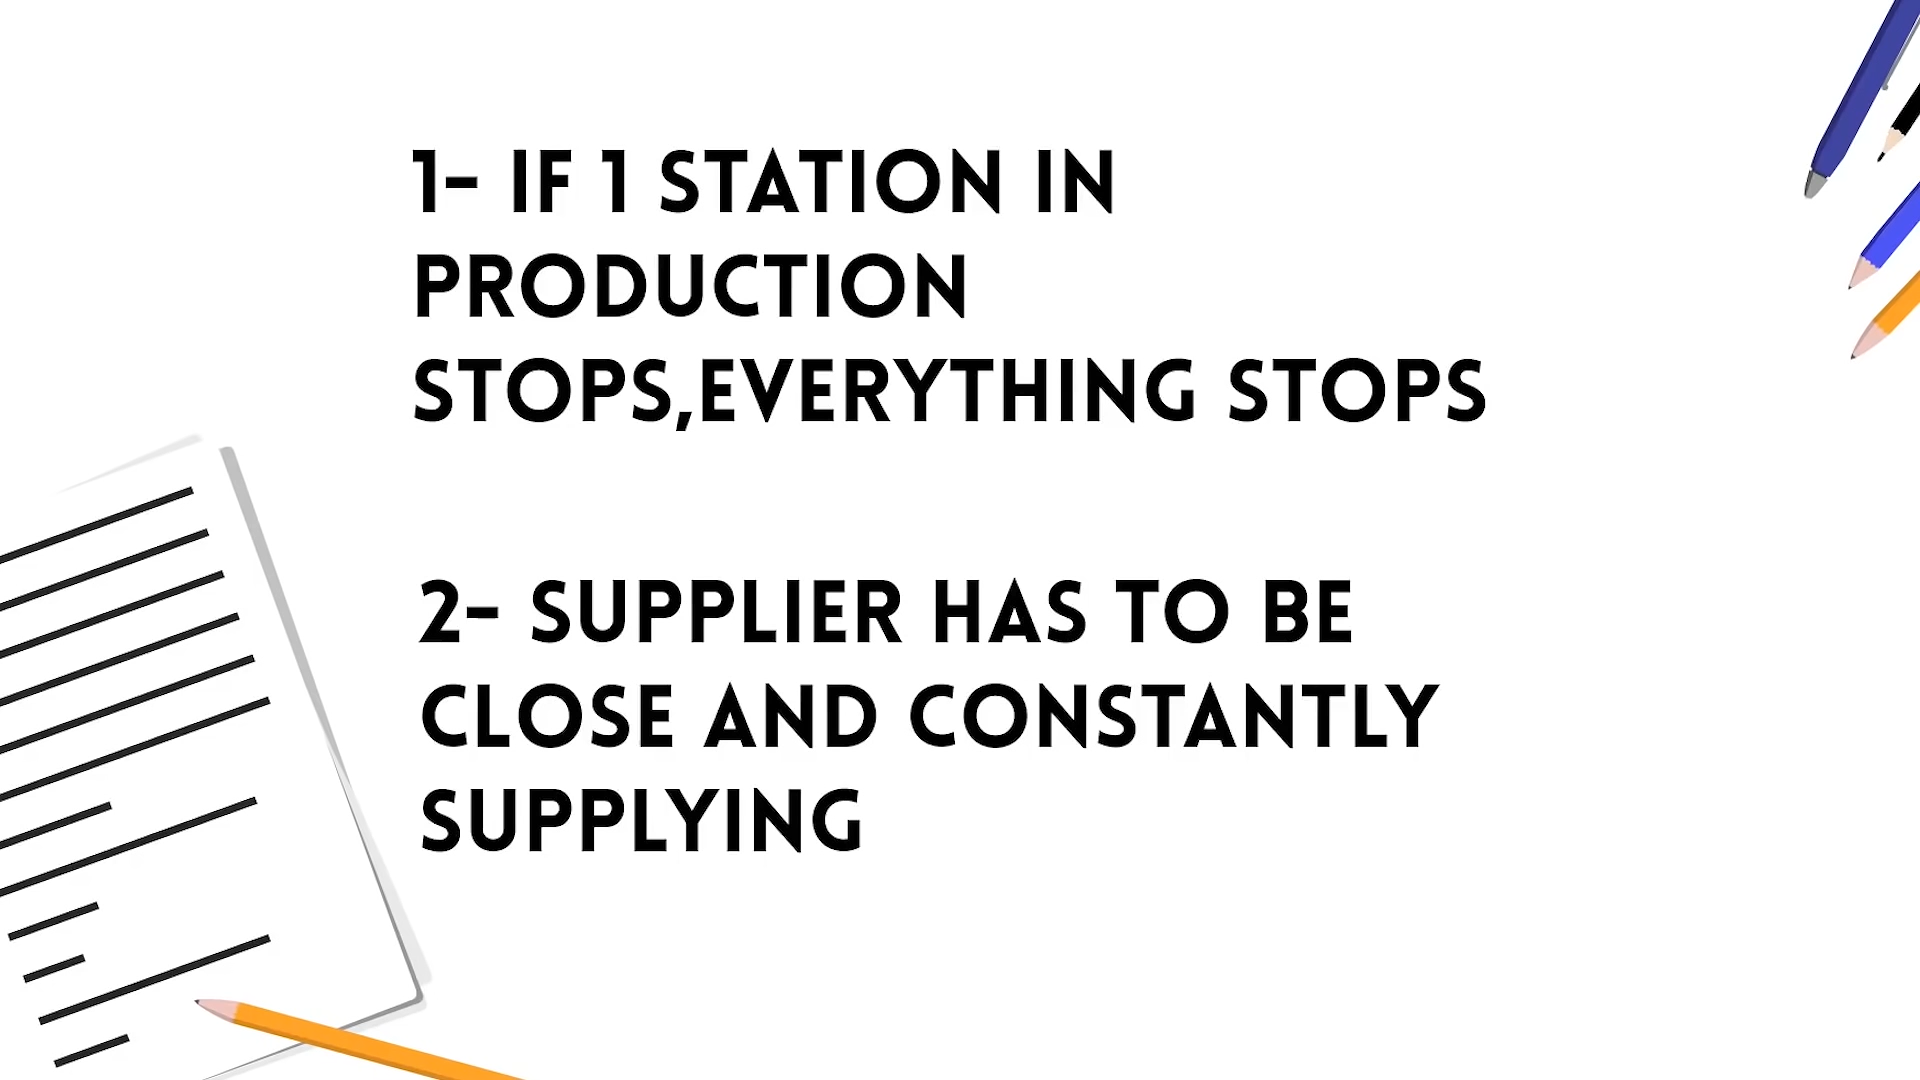 1- IF 1 STATION IN
PRODUCTION
STOPS,EVERYTHING STOPS
2- SUPPLIER HAS TO BE
CLOSE AND CONSTANTLY
SUPPLYING